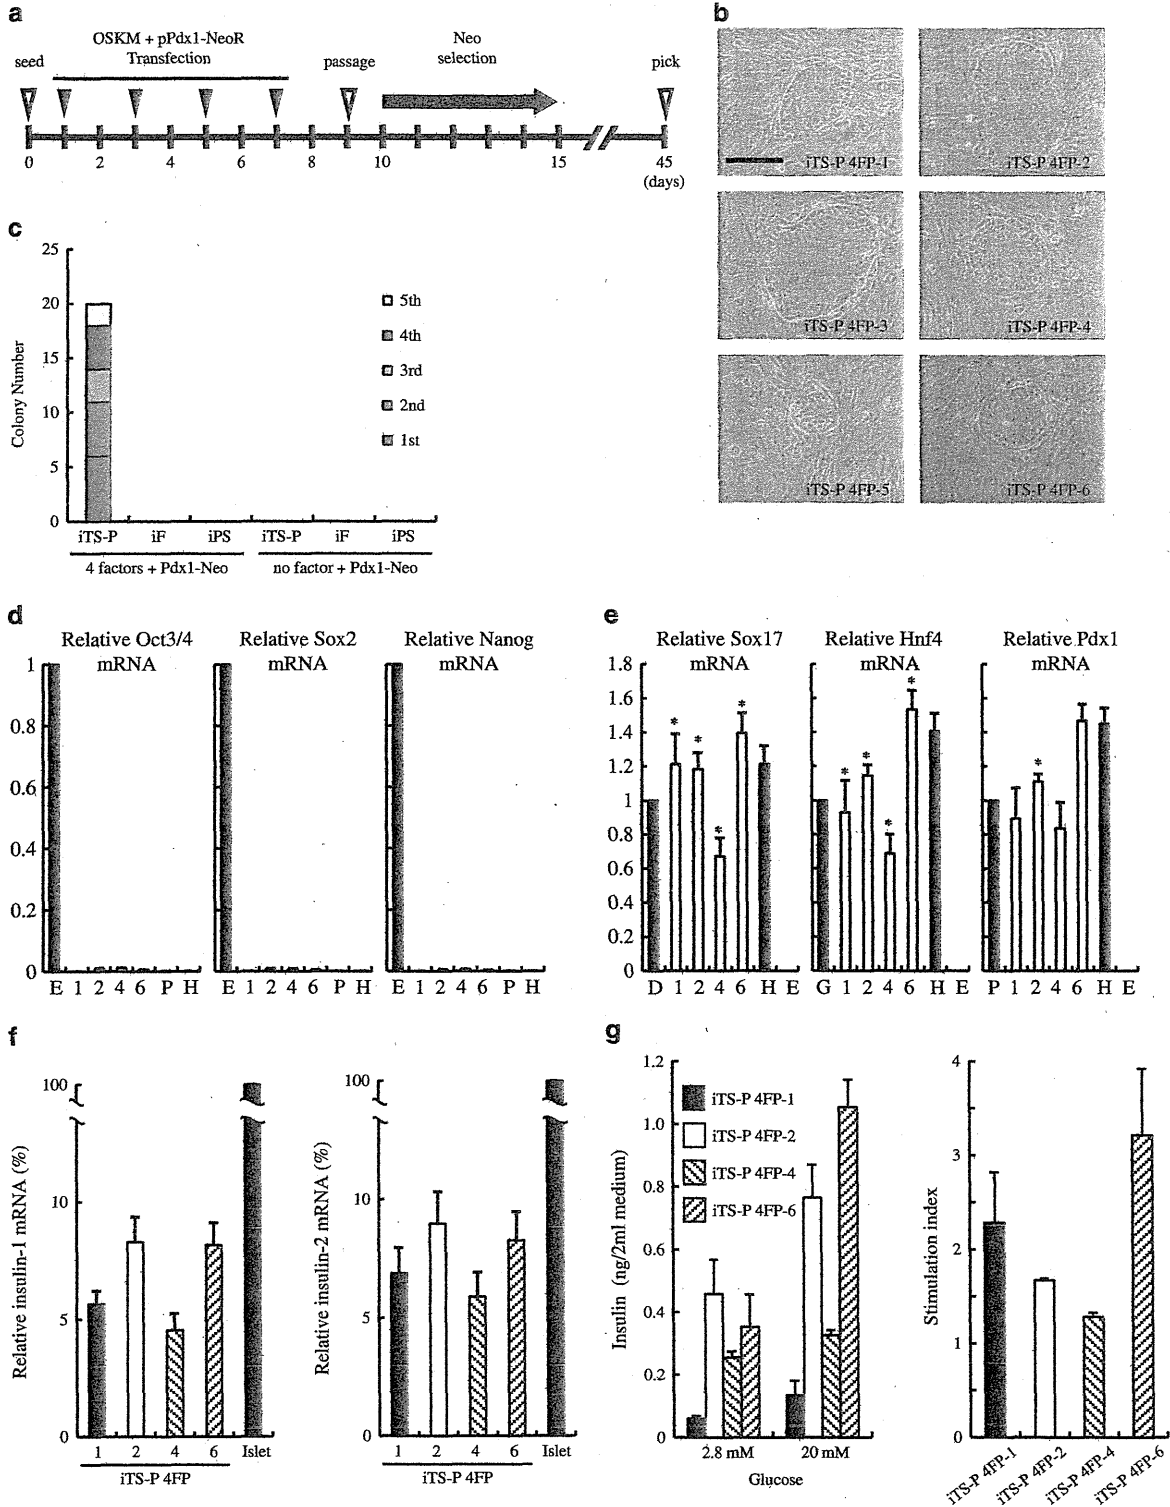 a
OSKM + pPdx1-NeoR
Transfection
Neo
selection
seed
passage
pick
0 2 4 6 8 10 15 45
(days)
b
iTS-P 4FP-1
iTS-P 4FP-2
iTS-P 4FP-3
iTS-P 4FP-4
iTS-P 4FP-5
iTS-P 4FP-6
c
Colony Number
25
20
15
10
5
0
5th
4th
3rd
2nd
1st
iTS-P iF iPS iTS-P iF iPS
4 factors + Pdx1-Neo
no factor + Pdx1-Neo
d
Relative Oct3/4
mRNA
Relative Sox2
mRNA
Relative Nanog
mRNA
1
0.8
0.6
0.4
0.2
0
E 1 2 4 6 P H
E 1 2 4 6 P H
E 1 2 4 6 P H
e
Relative Sox17
mRNA
Relative Hnf4
mRNA
Relative Pdx1
mRNA
1.8
1.6
1.4
1.2
1
0.8
0.6
0.4
0.2
0
* * * *
* * * *
*
D 1 2 4 6 H E
G 1 2 4 6 H E
P 1 2 4 6 H E
f
Relative insulin-1 mRNA (%)
100
10
5
0
1 2 4 6 Islet
iTS-P 4FP
Relative insulin-2 mRNA (%)
100
10
5
0
1 2 4 6 Islet
iTS-P 4FP
g
Insulin (ng/2ml medium)
1.2
1.0
0.8
0.6
0.4
0.2
0
iTS-P 4FP-1
iTS-P 4FP-2
iTS-P 4FP-4
iTS-P 4FP-6
2.8 mM 20 mM
Glucose
Stimulation index
4
3
2
1
0
iTS-P 4FP-1
iTS-P 4FP-2
iTS-P 4FP-4
iTS-P 4FP-6